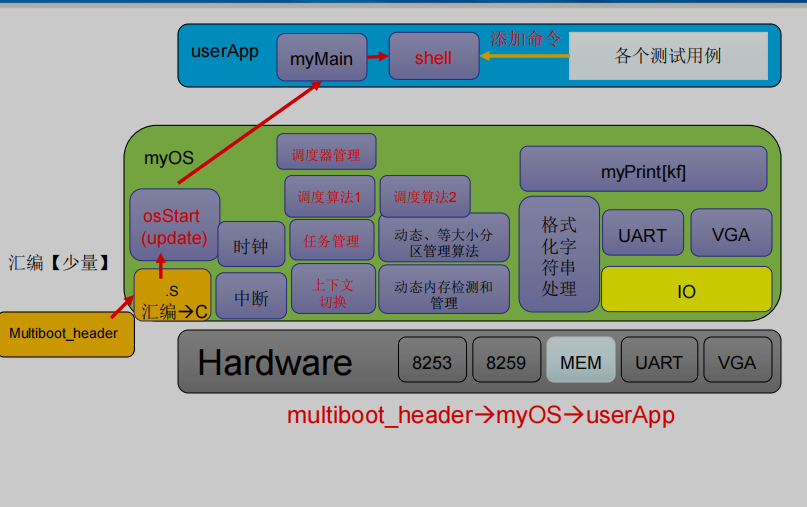 userApp
myMain
shell
添加命令
各个测试用例
myOS
调度器管理
myPrint[kf]
调度算法1
调度算法2
osStart
(update)
时钟
任务管理
动态、等大小分
区管理算法
格式
化字
符串
处理
UART
VGA
汇编【少量】
.S
汇编→C
中断
上下文
切换
动态内存检测和
管理
IO
Multiboot_header
Hardware
8253
8259
MEM
UART
VGA
multiboot_header→myOS→userApp